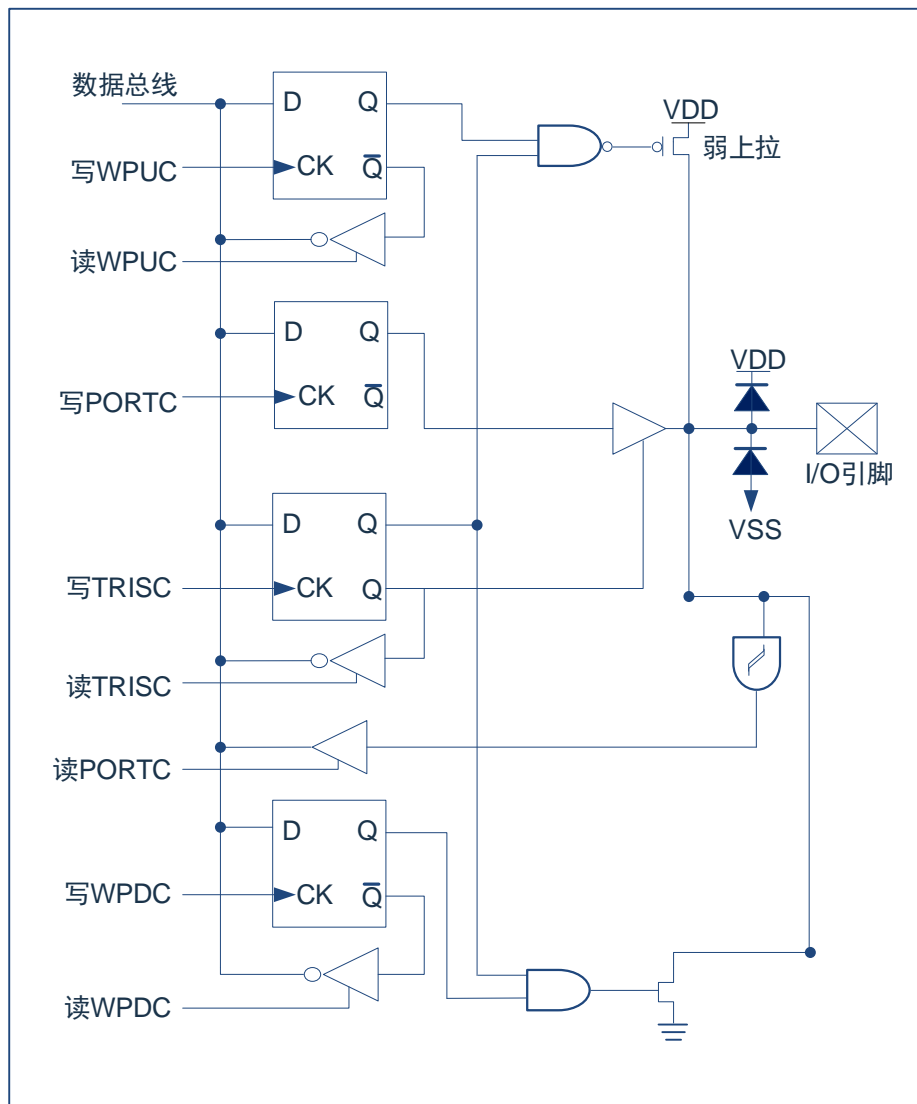 数据总线
D Q
VDD
弱上拉
写WPUC
CK Q̅
读WPUC
D Q
VDD
写PORTC
CK Q̅
I/O引脚
VSS
D Q
写TRISC
CK Q
读TRISC
读PORTC
D Q
写WPDC
CK Q̅
读WPDC